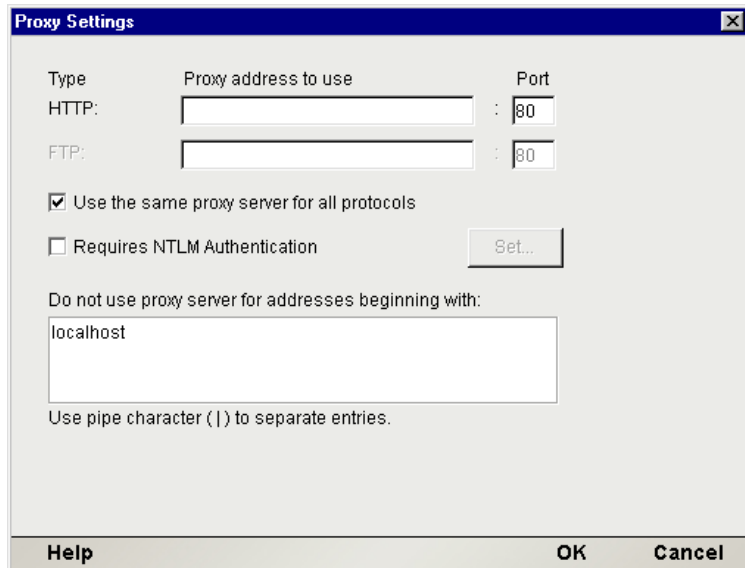 Proxy Settings
Type Proxy address to use Port
HTTP: : 80
FTP: : 80
Use the same proxy server for all protocols
Requires NTLM Authentication Set...
Do not use proxy server for addresses beginning with:
localhost
Use pipe character ( | ) to separate entries.
Help OK Cancel